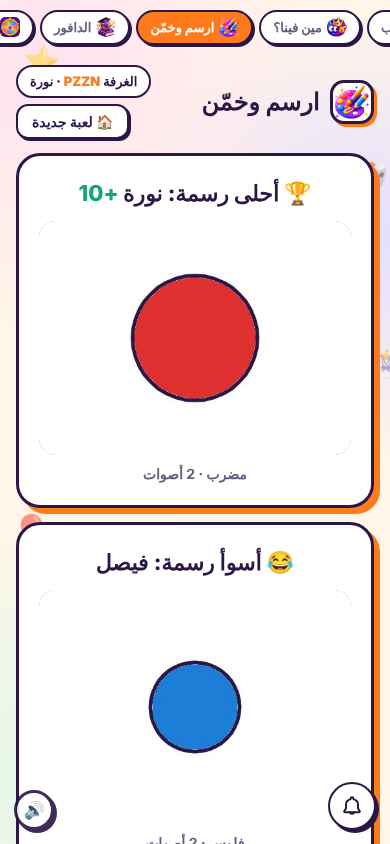 مين فينا؟
ارسم وخمّن
الدافور
ارسم وخمّن
الغرفة PZZN · نورة
لعبة جديدة
أحلى رسمة: نورة +10
مضرب · 2 أصوات
أسوأ رسمة: فيصل